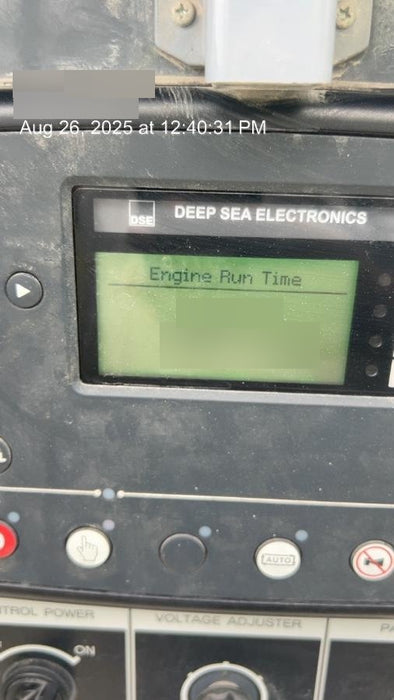 Aug 26, 2025 at 12:40:31 PM
DSE DEEP SEA ELECTRONICS
Engine Run Time
AUTO
POWER
VOLTAGE ADJUSTER
ON